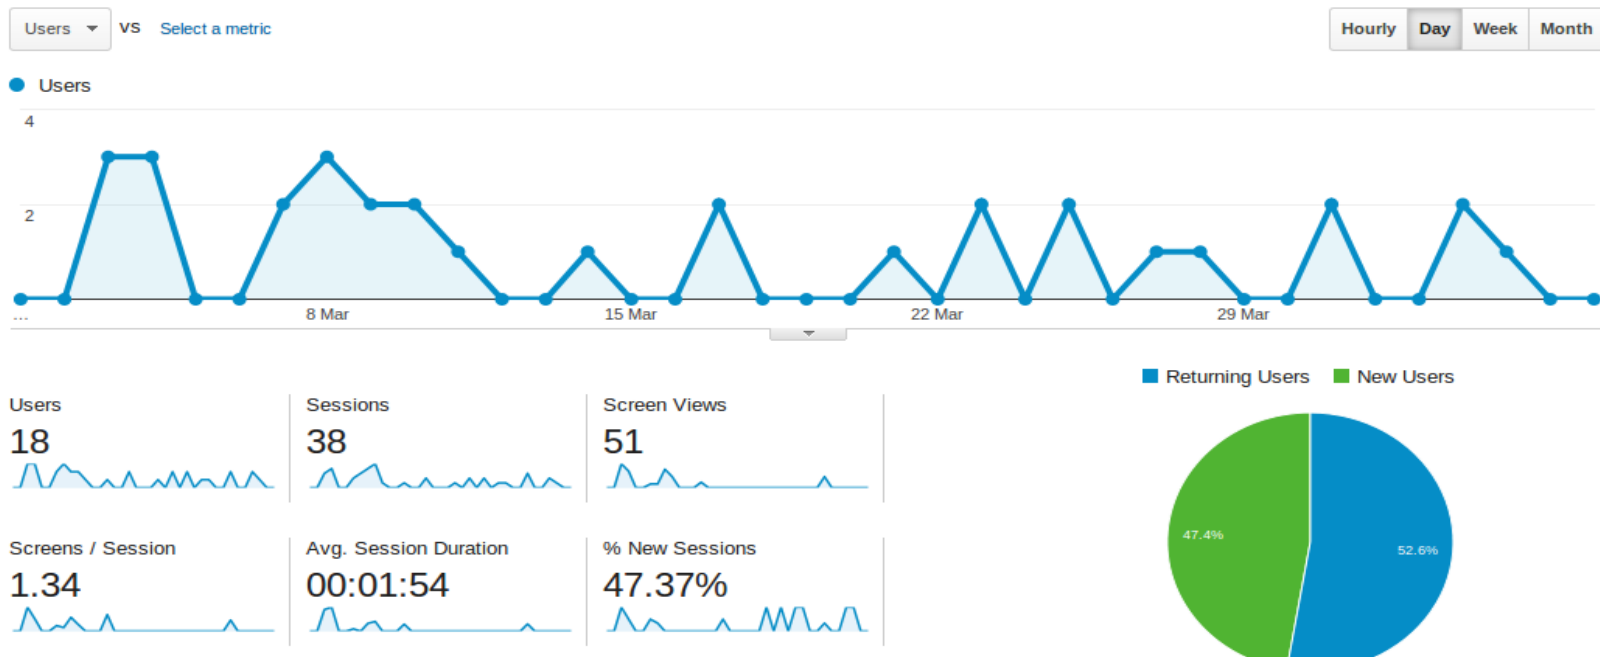 Users VS Select a metric Hourly Day Week Month
Users
4
2
... 8 Mar 15 Mar 22 Mar 29 Mar
Returning Users New Users
Users Sessions Screen Views
18 38 51
47.4% 52.6%
Screens / Session Avg. Session Duration % New Sessions
1.34 00:01:54 47.37%